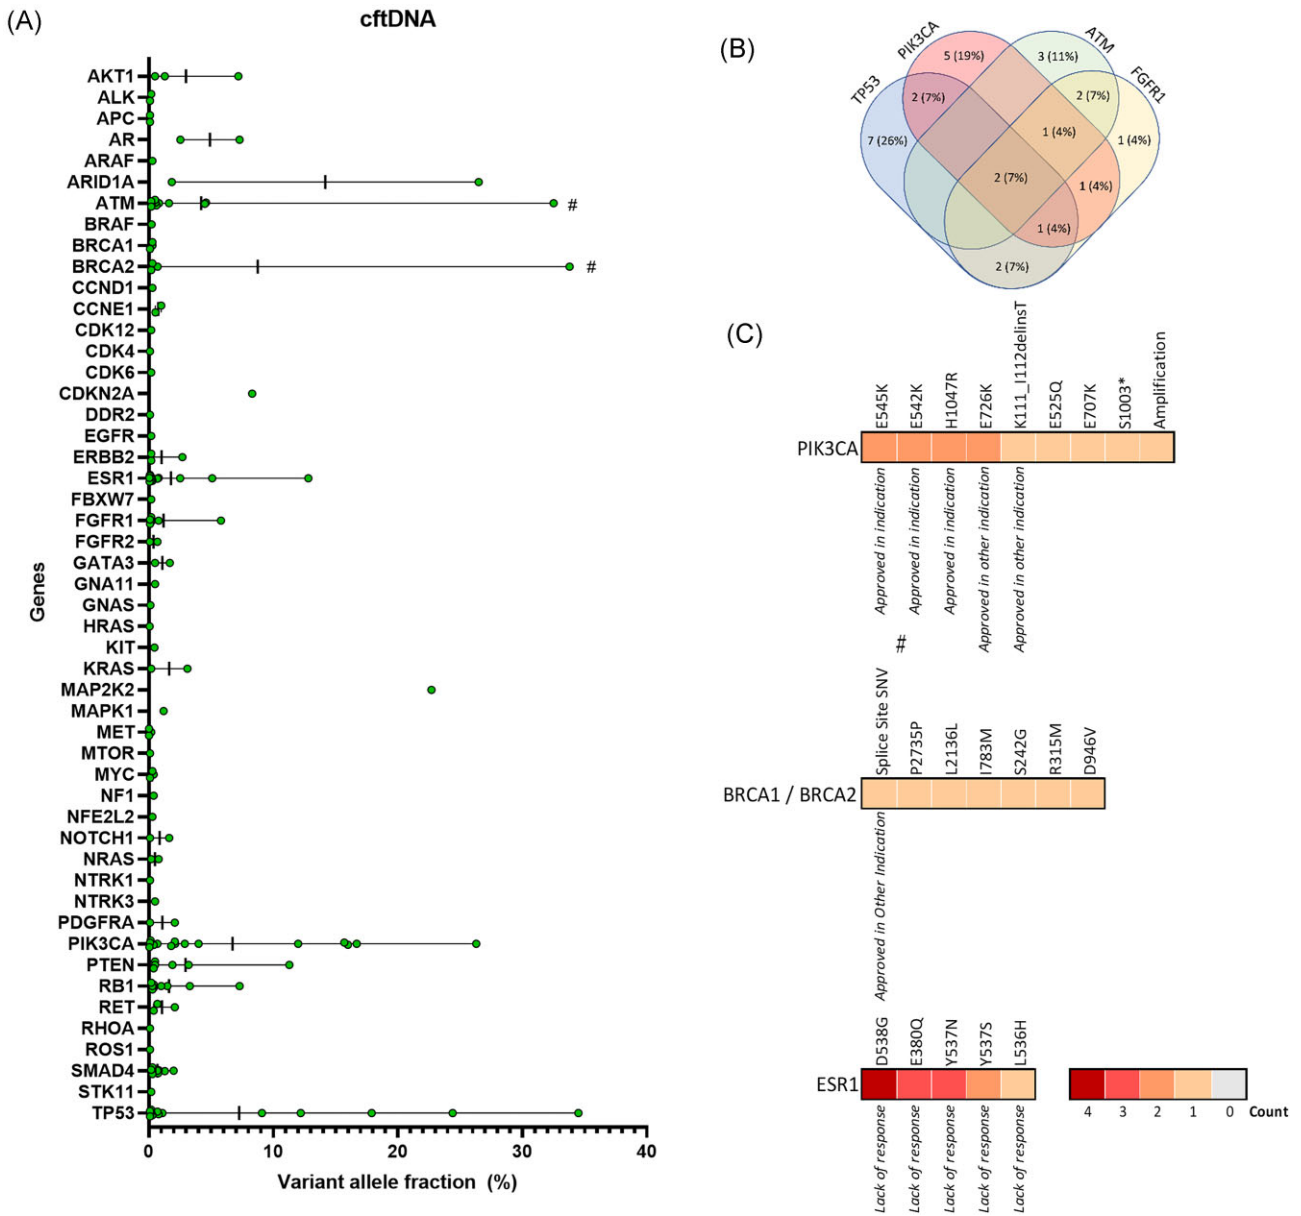 (A)
cftDNA
Genes
AKT1
ALK
APC
AR
ARAF
ARID1A
ATM
#
BRAF
BRCA1
BRCA2
#
CCND1
CCNE1
CDK12
CDK4
CDK6
CDKN2A
DDR2
EGFR
ERBB2
ESR1
FBXW7
FGFR1
FGFR2
GATA3
GNA11
GNAS
HRAS
KIT
KRAS
MAP2K2
MAPK1
MET
MTOR
MYC
NF1
NFE2L2
NOTCH1
NRAS
NTRK1
NTRK3
PDGFRA
PIK3CA
PTEN
RB1
RET
RHOA
ROS1
SMAD4
STK11
TP53
0 10 20 30 40
Variant allele fraction (%)
(B)
TP53
PIK3CA
ATM
FGFR1
5 (19%)
3 (11%)
2 (7%)
2 (7%)
7 (26%)
1 (4%)
1 (4%)
2 (7%)
1 (4%)
1 (4%)
2 (7%)
(C)
E545K
E542K
H1047R
E726K
K111_I112delinsT
E525Q
E707K
S1003*
Amplification
PIK3CA
Approved in indication
Approved in indication
Approved in indication
Approved in other indication
Approved in other indication
#
Splice Site SNV
P2735P
L2136L
I783M
S242G
R315M
D946V
BRCA1 / BRCA2
Approved in Other Indication
D538G
E380Q
Y537N
Y537S
L536H
ESR1
Lack of response
Lack of response
Lack of response
Lack of response
Lack of response
4 3 2 1 0 Count